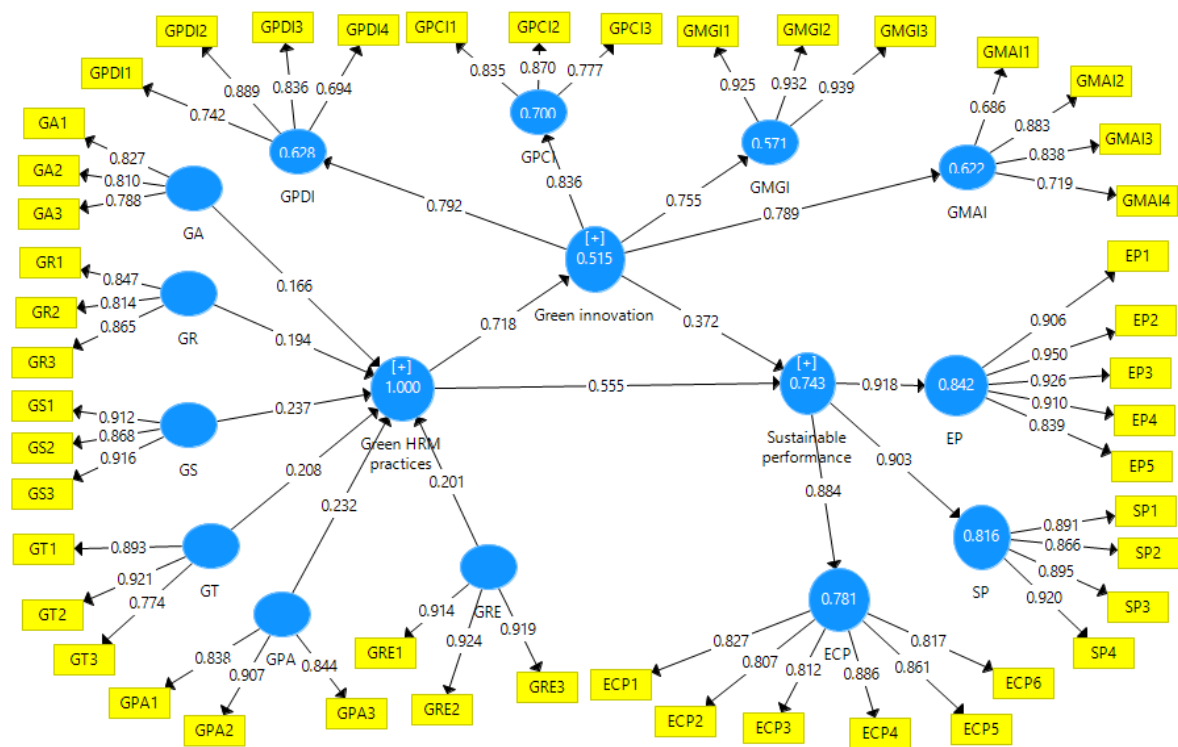 GPDI2
GPDI3
GPDI4
GPCI1
GPCI2
GPCI3
GMGI1
GMGI2
GMGI3
GMAI1
GPDI1
0.889
0.836
0.694
0.835
0.870
0.777
0.925
0.932
0.939
GMAI2
0.742
0.686
0.883
GA1
0.700
GMAI3
0.827
0.628
GPCI
0.571
0.838
GA2
0.810
GPDI
0.836
GMGI
0.622
0.719
GA3
0.788
0.792
0.755
0.789
GMAI
GMAI4
GA
[+]
0.515
GR1
0.847
0.166
Green innovation
EP1
GR2
0.814
0.718
0.372
0.906
EP2
GR3
0.865
GR
0.194
0.950
[+]
1.000
0.555
[+]
0.743
0.918
0.842
0.926
EP3
GS1
0.912
0.237
0.910
EP4
GS2
0.868
Green HRM
practices
Sustainable
performance
EP
0.839
GS3
0.916
GS
0.208
0.201
0.903
EP5
0.232
0.884
SP1
GT1
0.893
0.891
0.816
0.866
SP2
0.921
GT
0.895
GT2
0.774
GRE
SP
0.920
SP3
GT3
GPA
0.914
0.924
0.919
0.781
SP4
0.838
0.907
0.844
GRE1
ECP
0.827
0.807
0.812
0.886
0.861
0.817
GPA1
GPA2
GPA3
GRE2
GRE3
ECP1
ECP2
ECP3
ECP4
ECP5
ECP6